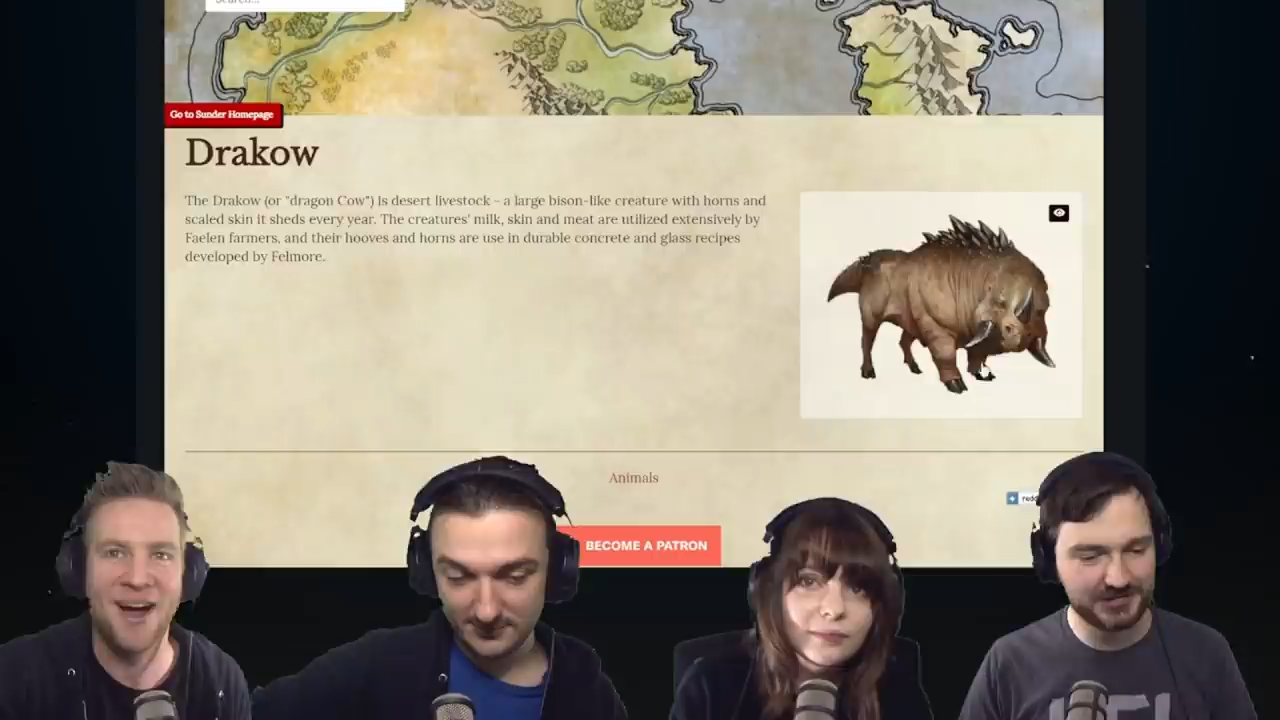 Search...
Go to Sunder Homepage
Drakow
The Drakow (or "dragon Cow") is desert livestock – a large bison-like creature with horns and
scaled skin it sheds every year. The creatures' milk, skin and meat are utilized extensively by
Faelen farmers, and their hooves and horns are use in durable concrete and glass recipes
developed by Felmore.
Animals
BECOME A PATRON